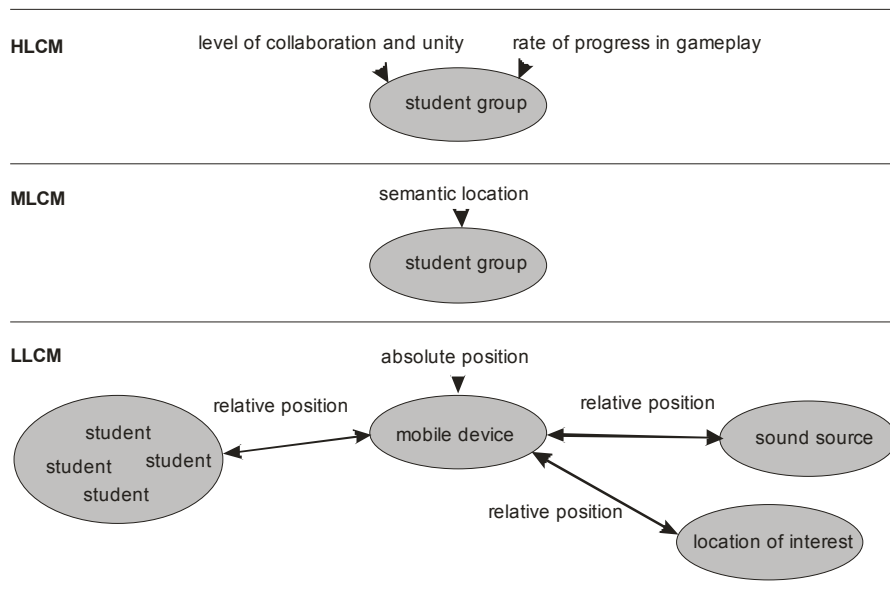 HLCM
level of collaboration and unity
rate of progress in gameplay
student group
MLCM
semantic location
student group
LLCM
absolute position
relative position
relative position
student
student
student
student
mobile device
sound source
relative position
location of interest